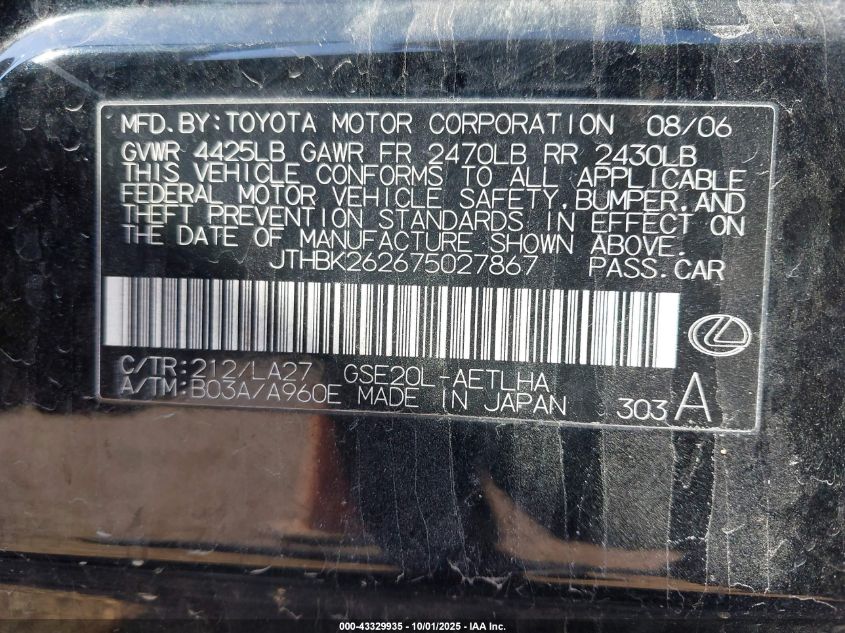 MFD. BY: TOYOTA MOTOR CORPORATION 08/06
GVWR 4425LB GAWR FR 2470LB RR 2430LB
THIS VEHICLE CONFORMS TO ALL APPLICABLE
FEDERAL MOTOR VEHICLE SAFETY, BUMPER, AND
THEFT PREVENTION STANDARDS IN EFFECT ON
THE DATE OF MANUFACTURE SHOWN ABOVE.
JTHBK262675027867 PASS. CAR
C/TR: 212/LA27 GSE20L-AETLHA
A/TM: B03A/A960E MADE IN JAPAN 303 A
000-43329935 - 10/01/2025 - IAA Inc.